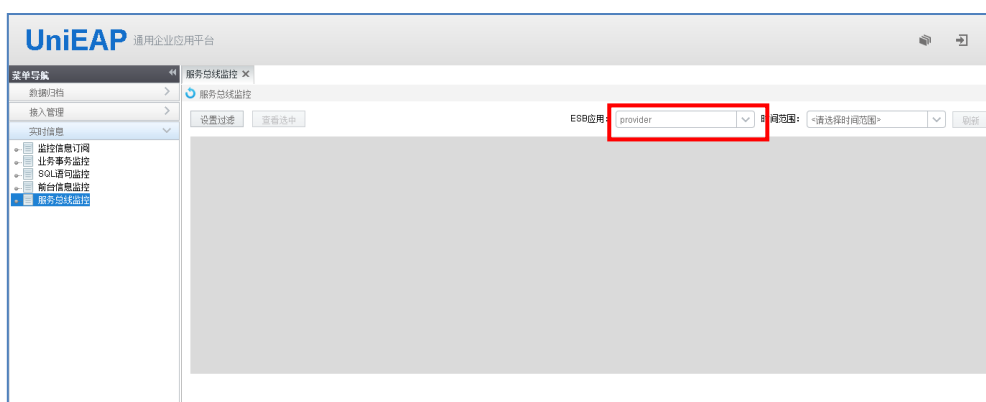 UniEAP 通用企业应用平台
菜单导航
服务总线监控
数据归档
服务总线监控
接入管理
设置过滤 查看选中 ESB应用: provider 时间范围: <请选择时间范围> 刷新
实时信息
监控信息订阅
业务事务监控
SQL语句监控
前台信息监控
服务总线监控